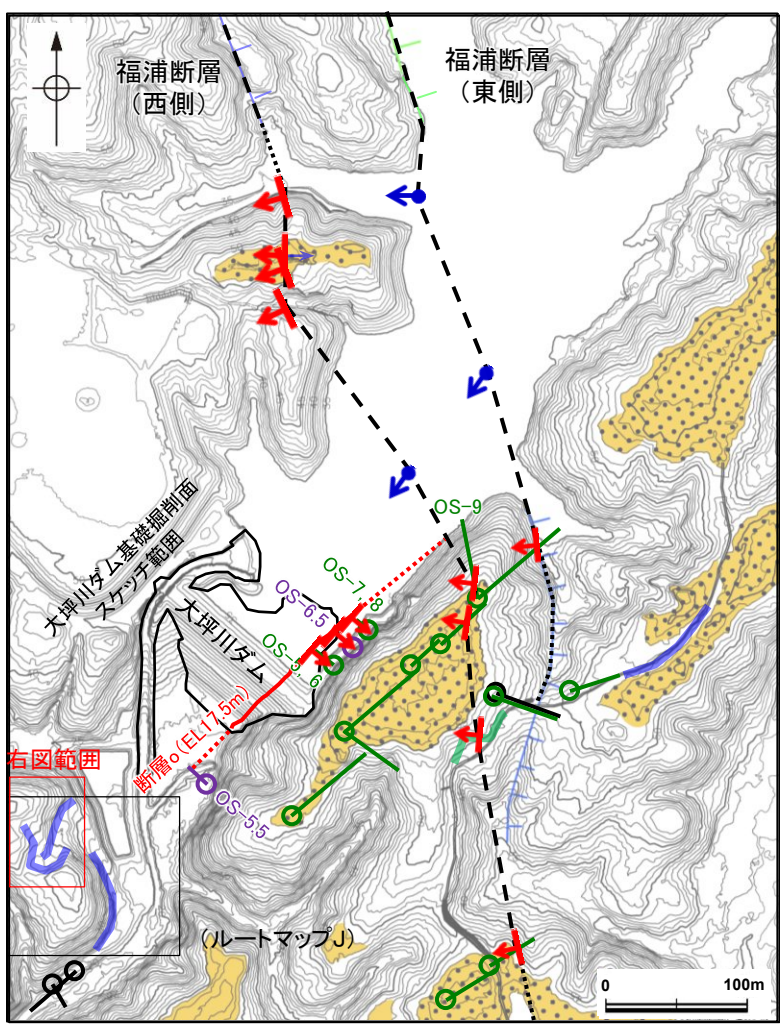 福浦断層
（西側）
福浦断層
（東側）
大坪川ダム基礎掘削面
スケッチ範囲
OS-9
OS-7, 8
OS-6.5
OS-3, 6
大坪川ダム
断層o（EL17.5m）
右図範囲
OS-5.5
（ルートマップJ）
0
100m